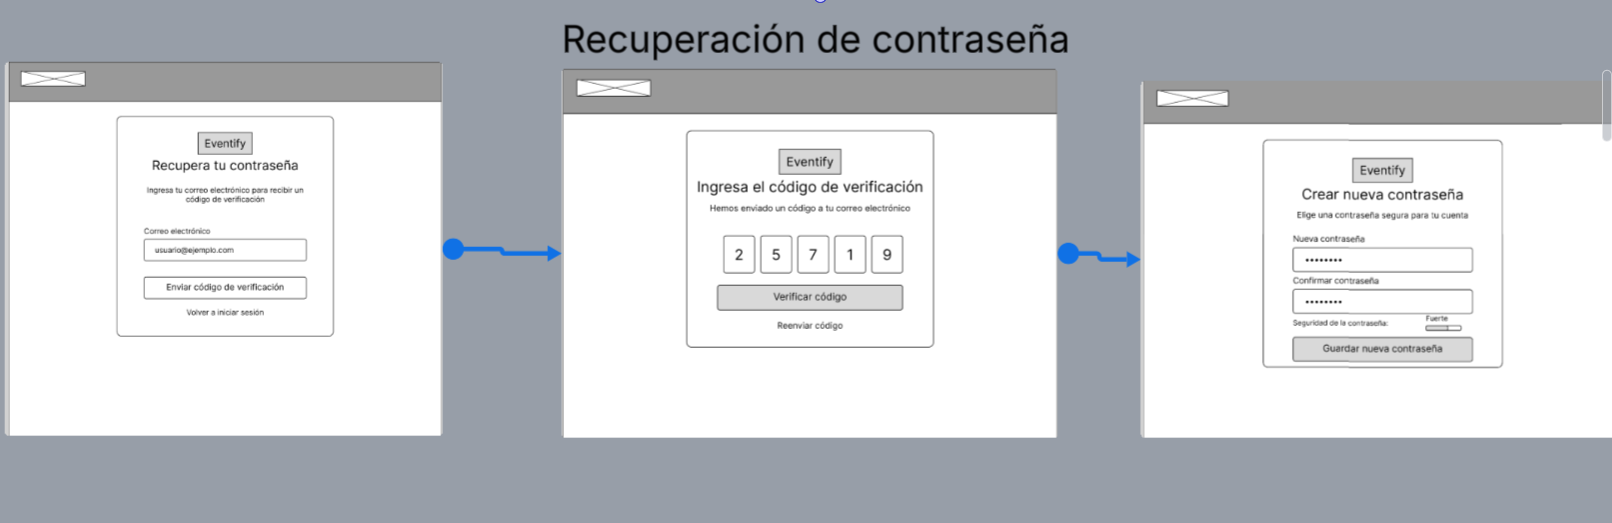 Recuperación de contraseña
Eventify
Recupera tu contraseña
Ingresa tu correo electrónico para recibir un
código de verificación
Correo electrónico
usuario@ejemplo.com
Enviar código de verificación
Volver a iniciar sesión
Eventify
Ingresa el código de verificación
Hemos enviado un código a tu correo electrónico
2 5 7 1 9
Verificar código
Reenviar código
Eventify
Crear nueva contraseña
Elige una contraseña segura para tu cuenta
Nueva contraseña
••••••••
Confirmar contraseña
••••••••
Seguridad de la contraseña: Fuerte
Guardar nueva contraseña